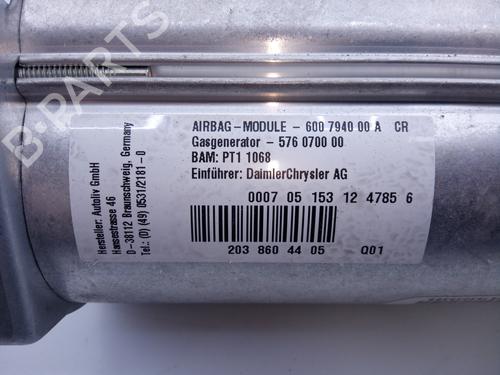 B-PARTS
AIRBAG-MODULE - 600 7940 00 A CR
Gasgenerator - 576 0700 00
BAM: PT1 1068
Einführer: DaimlerChrysler AG
0007 05 153 12 4785 6
203 860 44 05 Q01
Hersteller: Autoliv GmbH
Hansestrasse 46
D-38112 Braunschweig, Germany
Tel.: (0) (49) 0531/2181-0